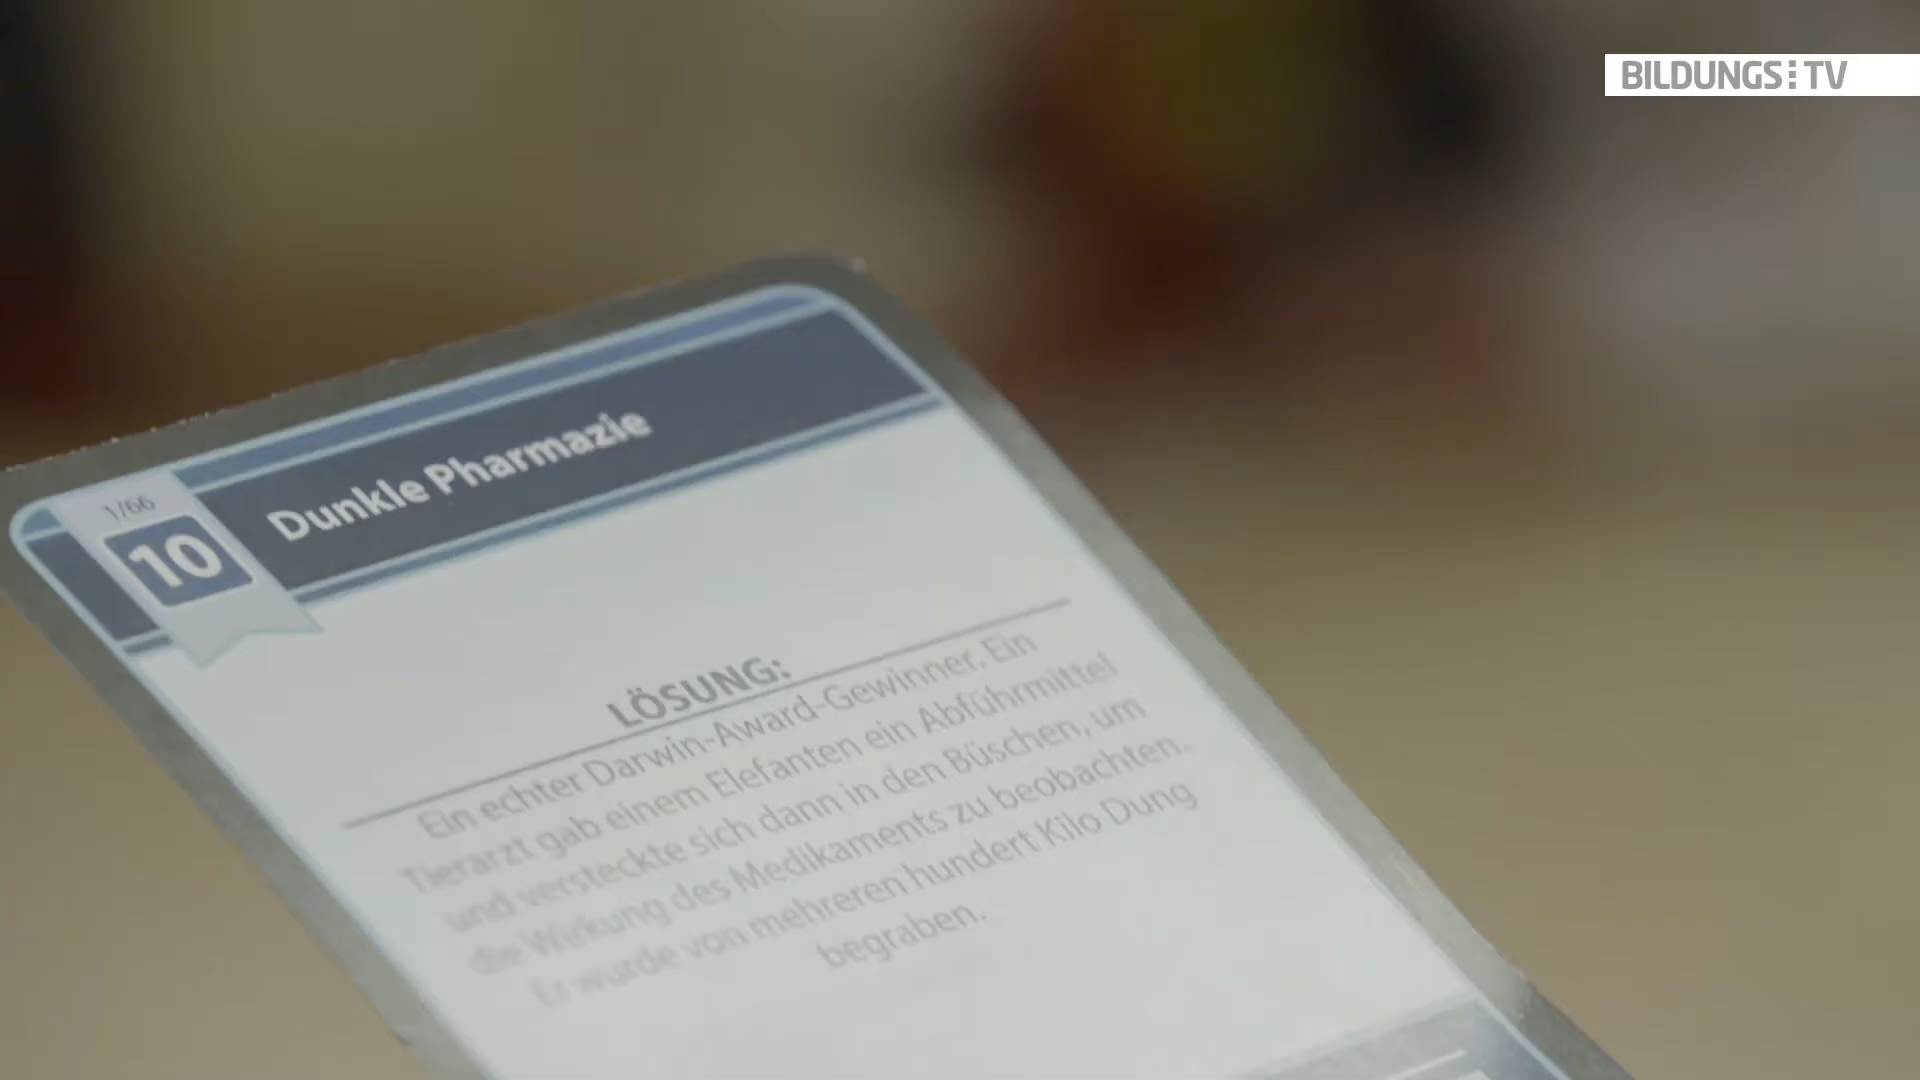 BILDUNGS:TV
1/66
10
Dunkle Pharmazie
LÖSUNG:
Ein echter Darwin-Award-Gewinner. Ein
Tierarzt gab einem Elefanten ein Abführmittel
und versteckte sich dann in den Büschen, um
die Wirkung des Medikaments zu beobachten.
Er wurde von mehreren hundert Kilo Dung
begraben.